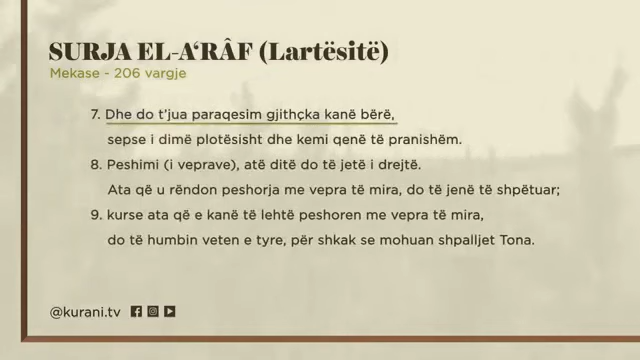 SURJA EL-A‘RÂF (Lartësitë)
Mekase - 206 vargje
7. Dhe do t’jua paraqesim gjithçka kanë bërë,
sepse i dimë plotësisht dhe kemi qenë të pranishëm.
8. Peshimi (i veprave), atë ditë do të jetë i drejtë.
Ata që u rëndon peshorja me vepra të mira, do të jenë të shpëtuar;
9. kurse ata që e kanë të lehtë peshoren me vepra të mira,
do të humbin veten e tyre, për shkak se mohuan shpalljet Tona.
@kurani.tv